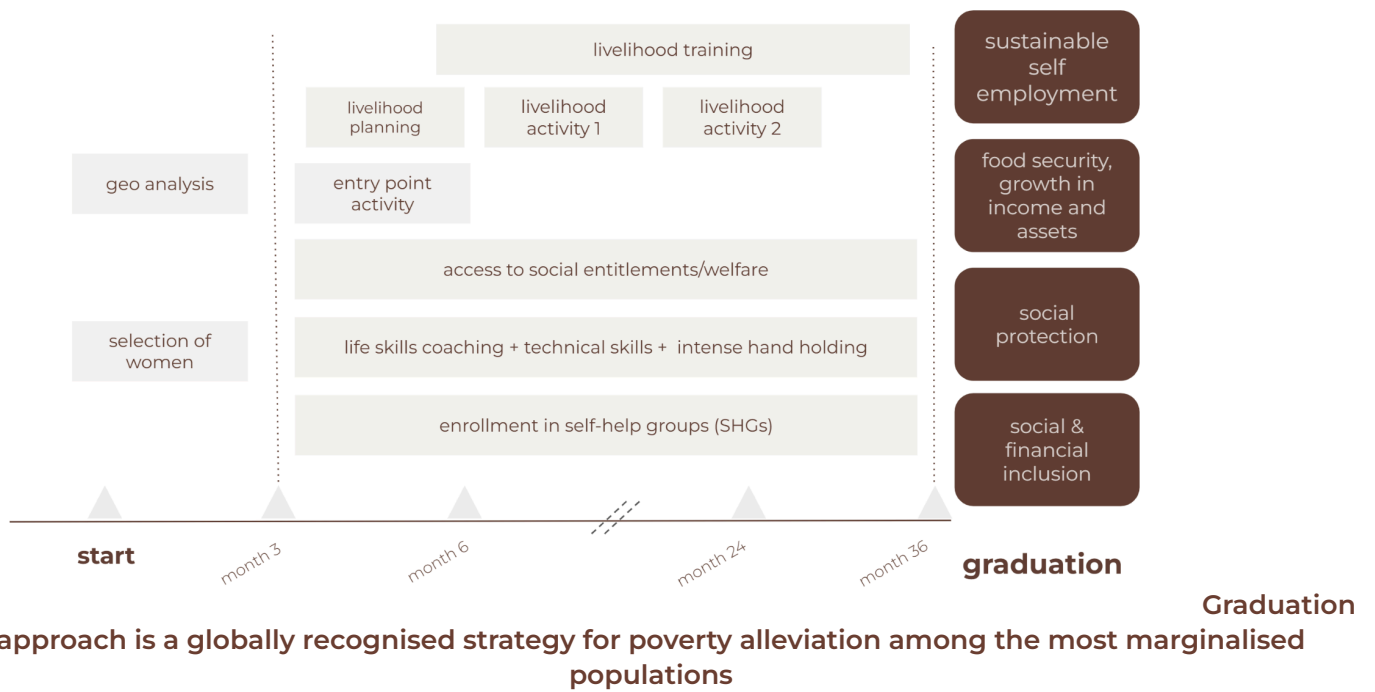 livelihood training
sustainable
self
employment
livelihood
planning
livelihood
activity 1
livelihood
activity 2
geo analysis
entry point
activity
food security,
growth in
income and
assets
access to social entitlements/welfare
social
protection
selection of
women
life skills coaching + technical skills + intense hand holding
enrollment in self-help groups (SHGs)
social &
financial
inclusion
start
month 3
month 6
month 24
month 36
graduation
Graduation
approach is a globally recognised strategy for poverty alleviation among the most marginalised
populations